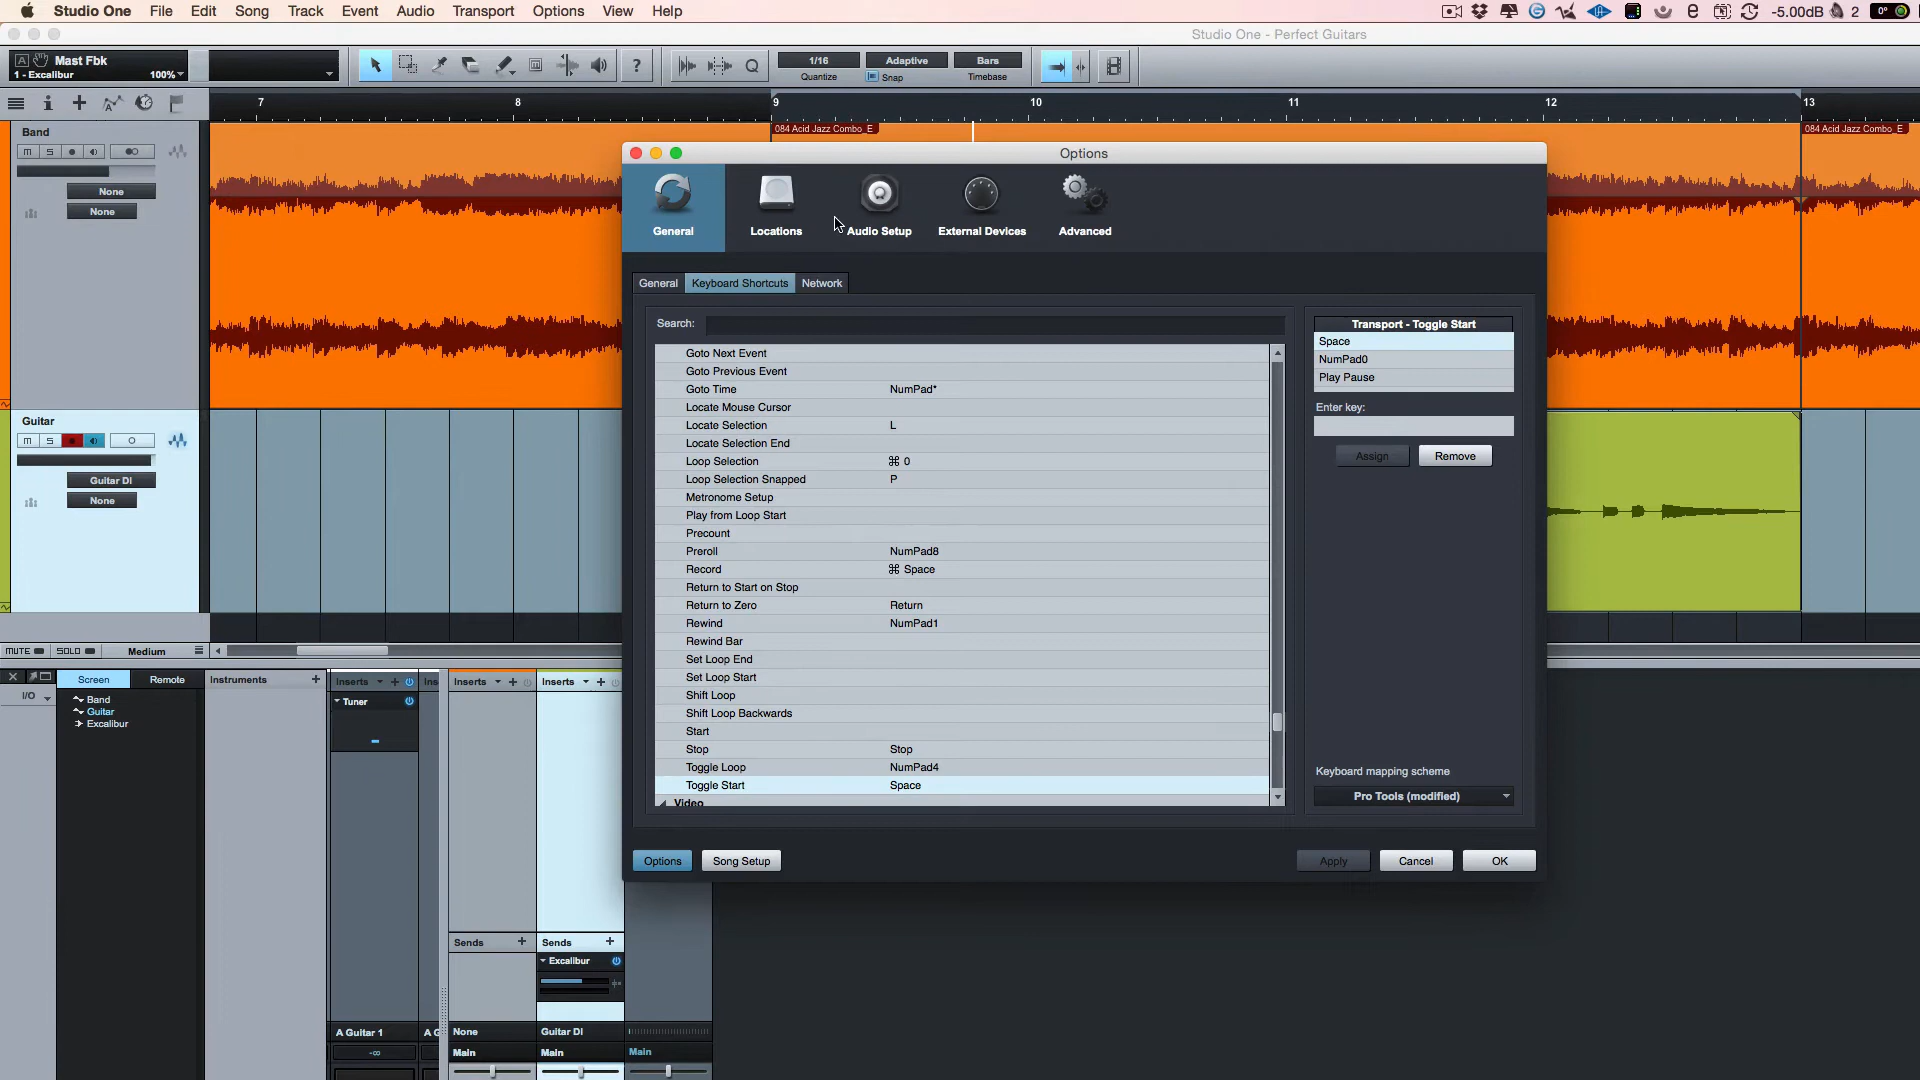 Studio One File Edit Song Track Event Audio Transport Options View Help -5.00dB 2 0°
Studio One - Perfect Guitars
A Mast Fbk
1 - Excalibur 100%
? Q 1/16 Adaptive Bars
Quantize Snap Timebase
7 8 9 10 11 12 13
Band 084 Acid Jazz Combo_E 084 Acid Jazz Combo_E
M S
None
None
Guitar
M S
Guitar DI
None
MUTE SOLO Medium
Options
General Locations Audio Setup External Devices Advanced
General Keyboard Shortcuts Network
Search:
Goto Next Event
Goto Previous Event
Goto Time NumPad*
Locate Mouse Cursor
Locate Selection L
Locate Selection End
Loop Selection ⌘ 0
Loop Selection Snapped P
Metronome Setup
Play from Loop Start
Precount
Preroll NumPad8
Record ⌘ Space
Return to Start on Stop
Return to Zero Return
Rewind NumPad1
Rewind Bar
Set Loop End
Set Loop Start
Shift Loop
Shift Loop Backwards
Start
Stop Stop
Toggle Loop NumPad4
Toggle Start Space
Video
Transport - Toggle Start
Space
NumPad0
Play Pause
Enter key:
Assign Remove
Keyboard mapping scheme
Pro Tools (modified)
Options Song Setup Apply Cancel OK
Screen Remote Instruments + Inserts + Ins Inserts + Inserts +
I/O
Band
Guitar
Excalibur
Tuner
Sends + Sends +
Excalibur
A Guitar 1 A G None Guitar DI
-∞ Main Main Main